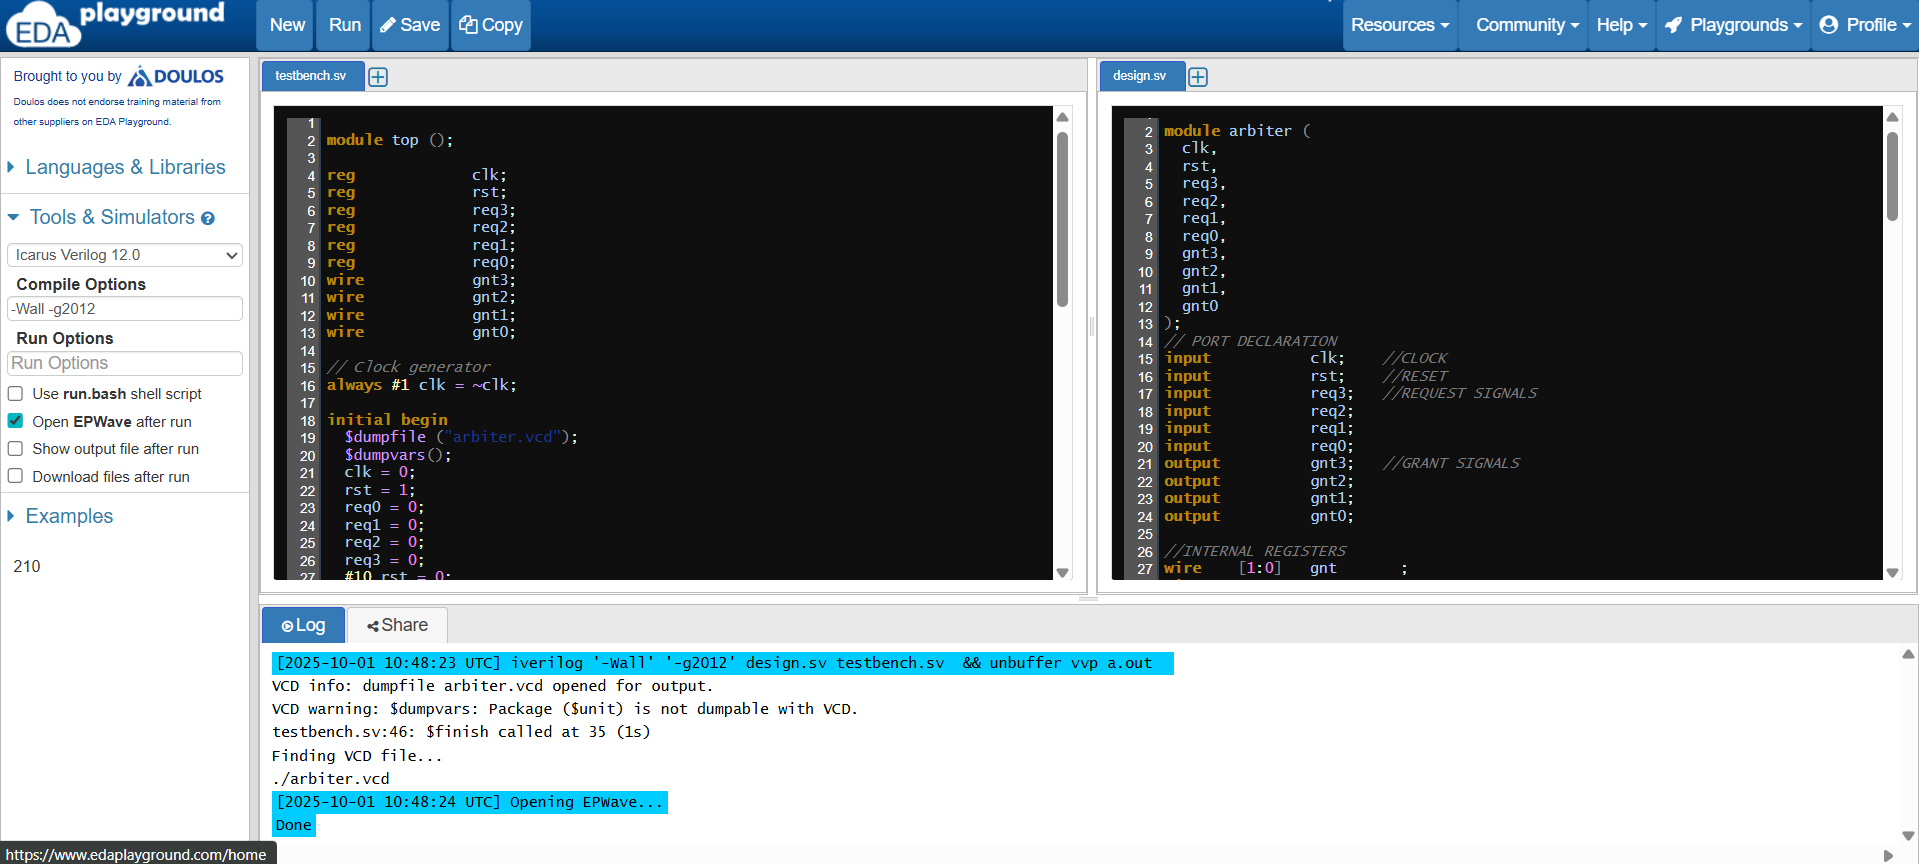 EDA playground
New
Run
Save
Copy
Resources
Community
Help
Playgrounds
Profile
Brought to you by DOULOS
Doulos does not endorse training material from
other suppliers on EDA Playground.
Languages & Libraries
Tools & Simulators
Icarus Verilog 12.0
Compile Options
-Wall -g2012
Run Options
Run Options
Use run.bash shell script
Open EPWave after run
Show output file after run
Download files after run
Examples
210
testbench.sv
1
2 module top ();
3
4 reg clk;
5 reg rst;
6 reg req3;
7 reg req2;
8 reg req1;
9 reg req0;
10 wire gnt3;
11 wire gnt2;
12 wire gnt1;
13 wire gnt0;
14
15 // Clock generator
16 always #1 clk = ~clk;
17
18 initial begin
19 $dumpfile ("arbiter.vcd");
20 $dumpvars();
21 clk = 0;
22 rst = 1;
23 req0 = 0;
24 req1 = 0;
25 req2 = 0;
26 req3 = 0;
27 #10 rst = 0;
design.sv
2 module arbiter (
3 clk,
4 rst,
5 req3,
6 req2,
7 req1,
8 req0,
9 gnt3,
10 gnt2,
11 gnt1,
12 gnt0
13 );
14 // PORT DECLARATION
15 input clk; //CLOCK
16 input rst; //RESET
17 input req3; //REQUEST SIGNALS
18 input req2;
19 input req1;
20 input req0;
21 output gnt3; //GRANT SIGNALS
22 output gnt2;
23 output gnt1;
24 output gnt0;
25
26 //INTERNAL REGISTERS
27 wire [1:0] gnt ;
Log
Share
[2025-10-01 10:48:23 UTC] iverilog '-Wall' '-g2012' design.sv testbench.sv && unbuffer vvp a.out
VCD info: dumpfile arbiter.vcd opened for output.
VCD warning: $dumpvars: Package ($unit) is not dumpable with VCD.
testbench.sv:46: $finish called at 35 (1s)
Finding VCD file...
./arbiter.vcd
[2025-10-01 10:48:24 UTC] Opening EPWave...
Done
https://www.edaplayground.com/home